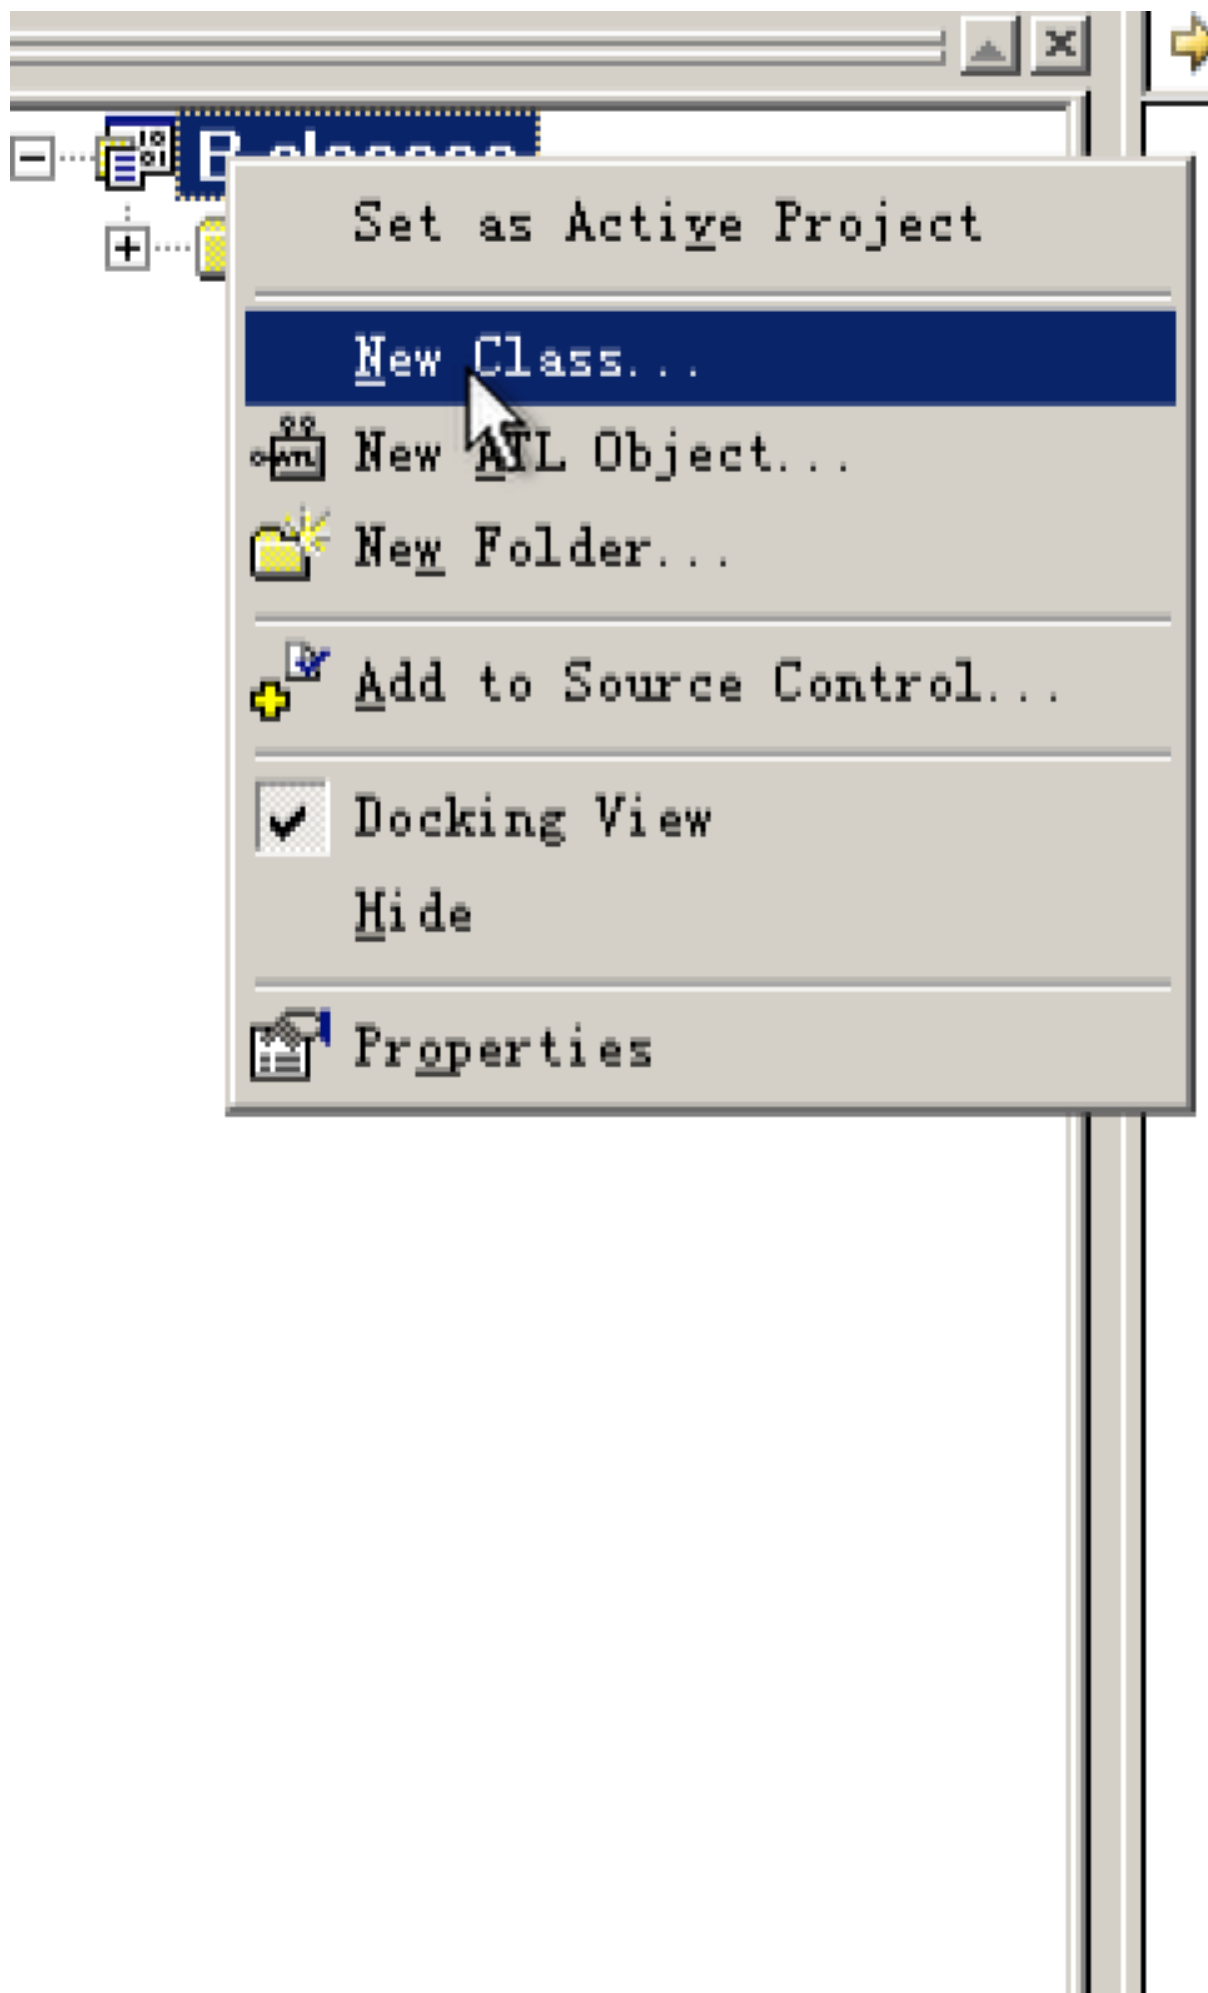 Set as Active Project
New Class...
New ATL Object...
New Folder...
Add to Source Control...
Docking View
Hide
Properties